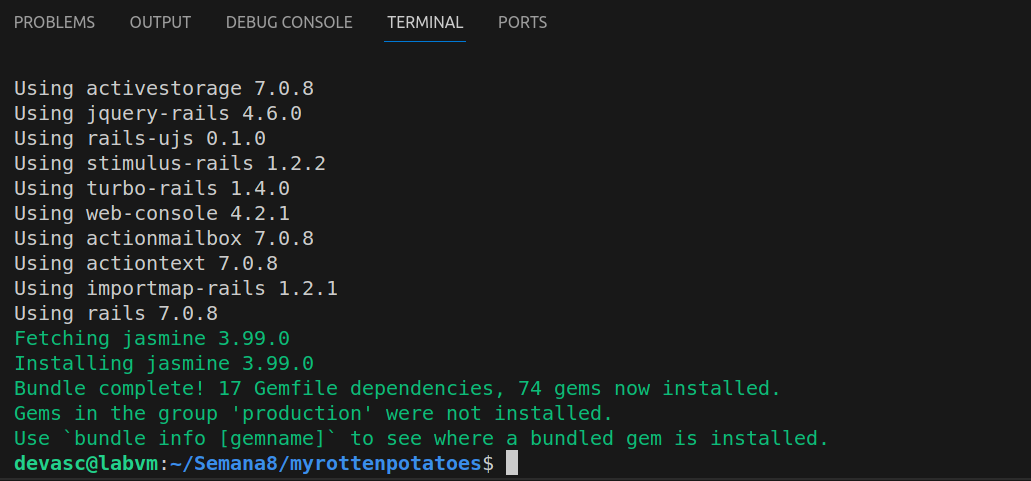 PROBLEMS OUTPUT DEBUG CONSOLE TERMINAL PORTS
Using activestorage 7.0.8
Using jquery-rails 4.6.0
Using rails-ujs 0.1.0
Using stimulus-rails 1.2.2
Using turbo-rails 1.4.0
Using web-console 4.2.1
Using actionmailbox 7.0.8
Using actiontext 7.0.8
Using importmap-rails 1.2.1
Using rails 7.0.8
Fetching jasmine 3.99.0
Installing jasmine 3.99.0
Bundle complete! 17 Gemfile dependencies, 74 gems now installed.
Gems in the group 'production' were not installed.
Use `bundle info [gemname]` to see where a bundled gem is installed.
devasc@labvm:~/Semana8/myrottenpotatoes$